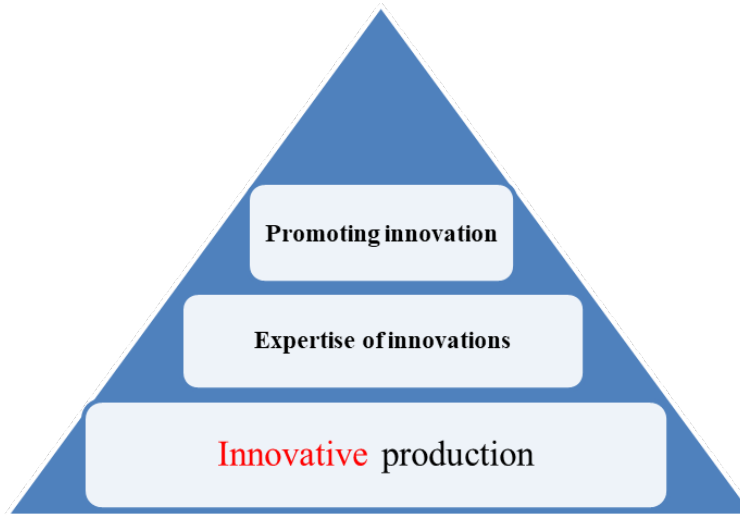 Promoting innovation
Expertise of innovations
Innovative production